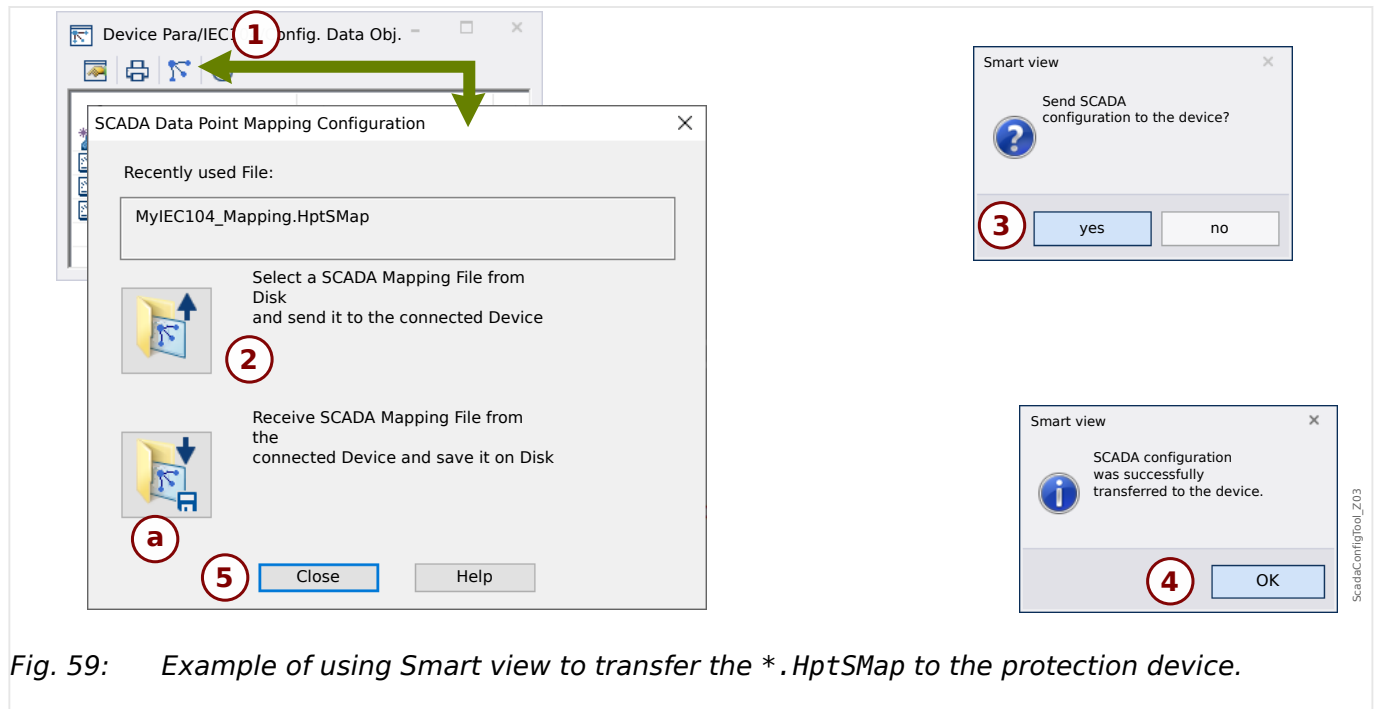 Device Para/IEC1 onfig. Data Obj.
1
SCADA Data Point Mapping Configuration
Recently used File:
MyIEC104_Mapping.HptSMap
Select a SCADA Mapping File from
Disk
and send it to the connected Device
2
Receive SCADA Mapping File from
the
connected Device and save it on Disk
a
5
Close
Help
Smart view
Send SCADA
configuration to the device?
3
yes
no
Smart view
SCADA configuration
was successfully
transferred to the device.
4
OK
ScadaConfigTool_Z03
Fig. 59: Example of using Smart view to transfer the *.HptSMap to the protection device.